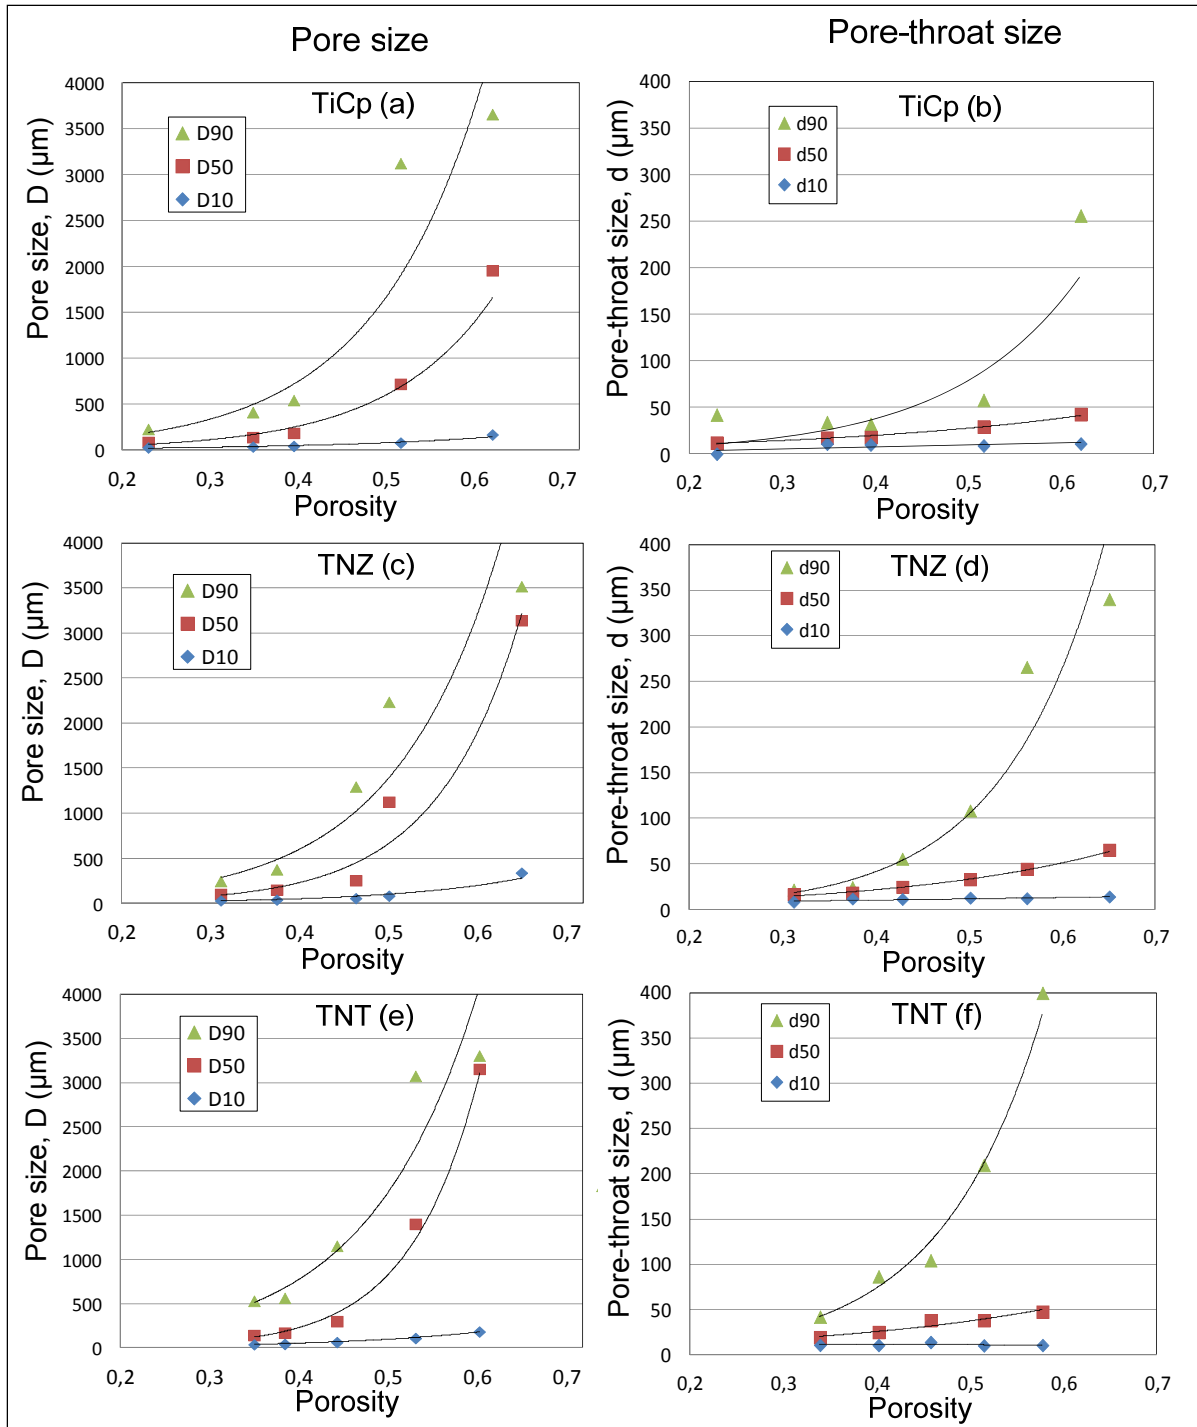 Pore size
Pore-throat size
TiCp (a)
Pore size, D (µm)
4000
3500
3000
2500
2000
1500
1000
500
0
D90
D50
D10
0,2 0,3 0,4 0,5 0,6 0,7
Porosity
TiCp (b)
Pore-throat size, d (µm)
400
350
300
250
200
150
100
50
0
d90
d50
d10
0,2 0,3 0,4 0,5 0,6 0,7
Porosity
TNZ (c)
Pore size, D (µm)
4000
3500
3000
2500
2000
1500
1000
500
0
D90
D50
D10
0,2 0,3 0,4 0,5 0,6 0,7
Porosity
TNZ (d)
Pore-throat size, d (µm)
400
350
300
250
200
150
100
50
0
d90
d50
d10
0,2 0,3 0,4 0,5 0,6 0,7
Porosity
TNT (e)
Pore size, D (µm)
4000
3500
3000
2500
2000
1500
1000
500
0
D90
D50
D10
0,2 0,3 0,4 0,5 0,6 0,7
Porosity
TNT (f)
Pore-throat size, d (µm)
400
350
300
250
200
150
100
50
0
d90
d50
d10
0,2 0,3 0,4 0,5 0,6 0,7
Porosity